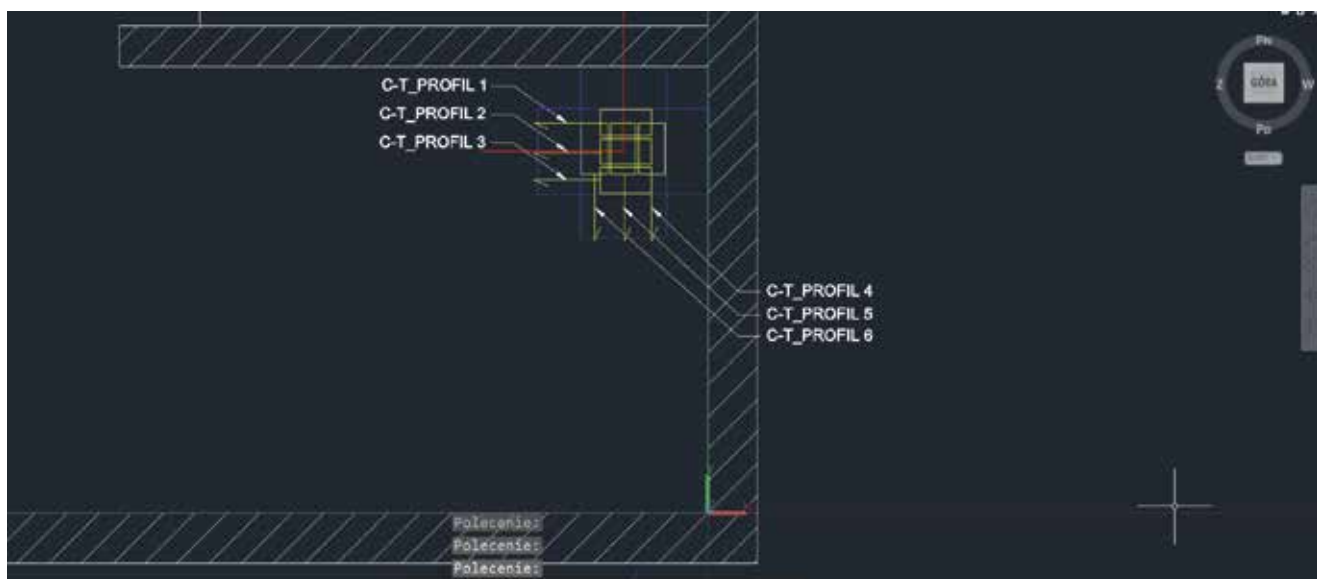 C-T_PROFIL 1
C-T_PROFIL 2
C-T_PROFIL 3
C-T_PROFIL 4
C-T_PROFIL 5
C-T_PROFIL 6
Pn
Z
GÓRA
W
Pd
Polecenie:
Polecenie:
Polecenie: